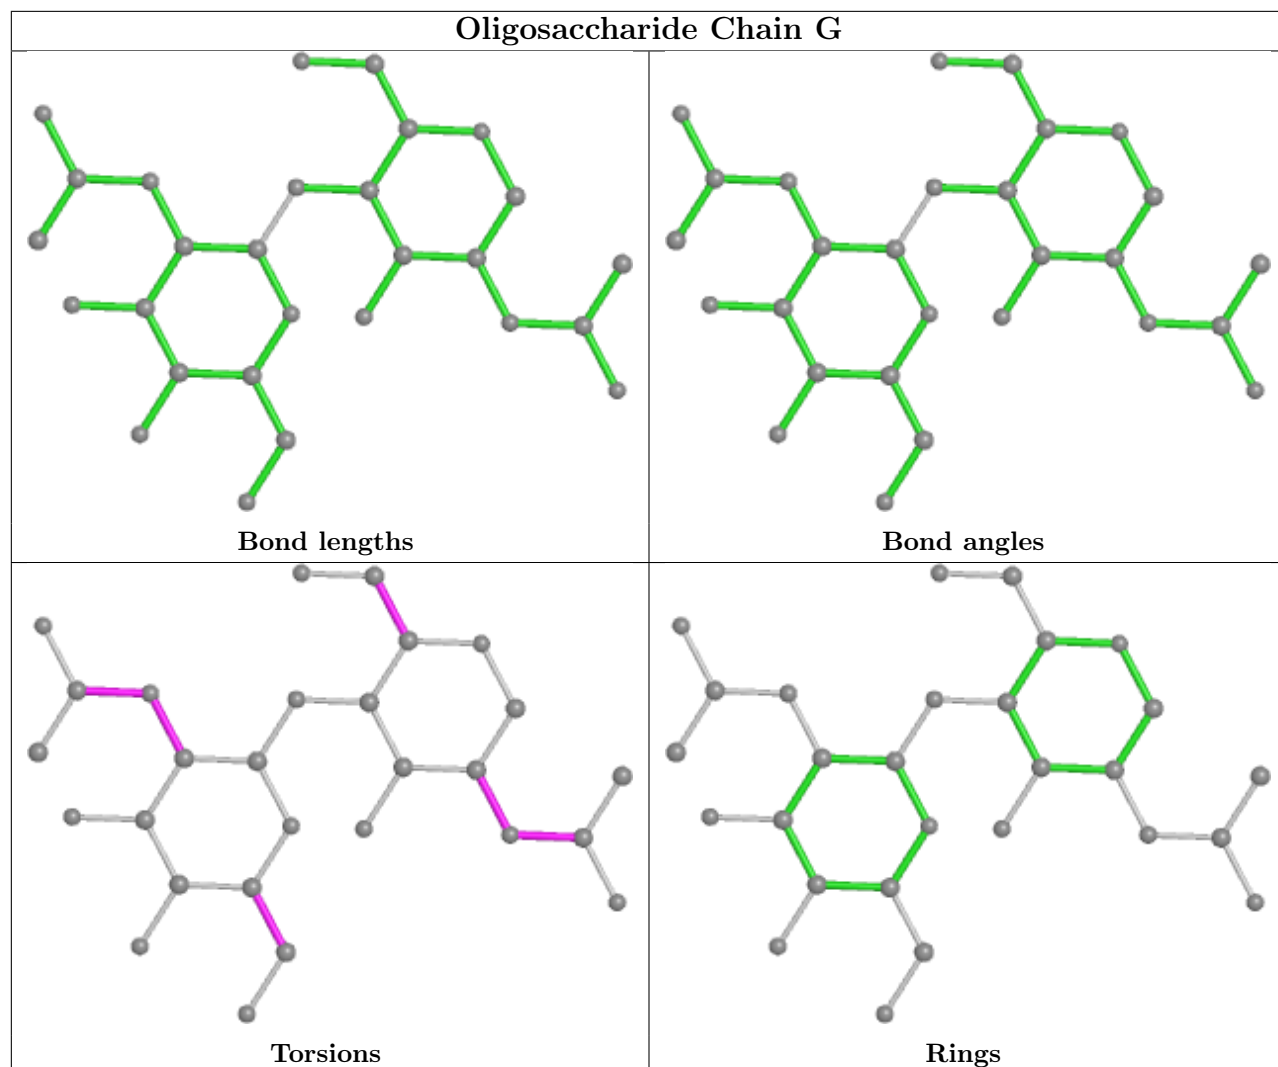 Oligosaccharide Chain G
Bond lengths
Bond angles
Torsions
Rings